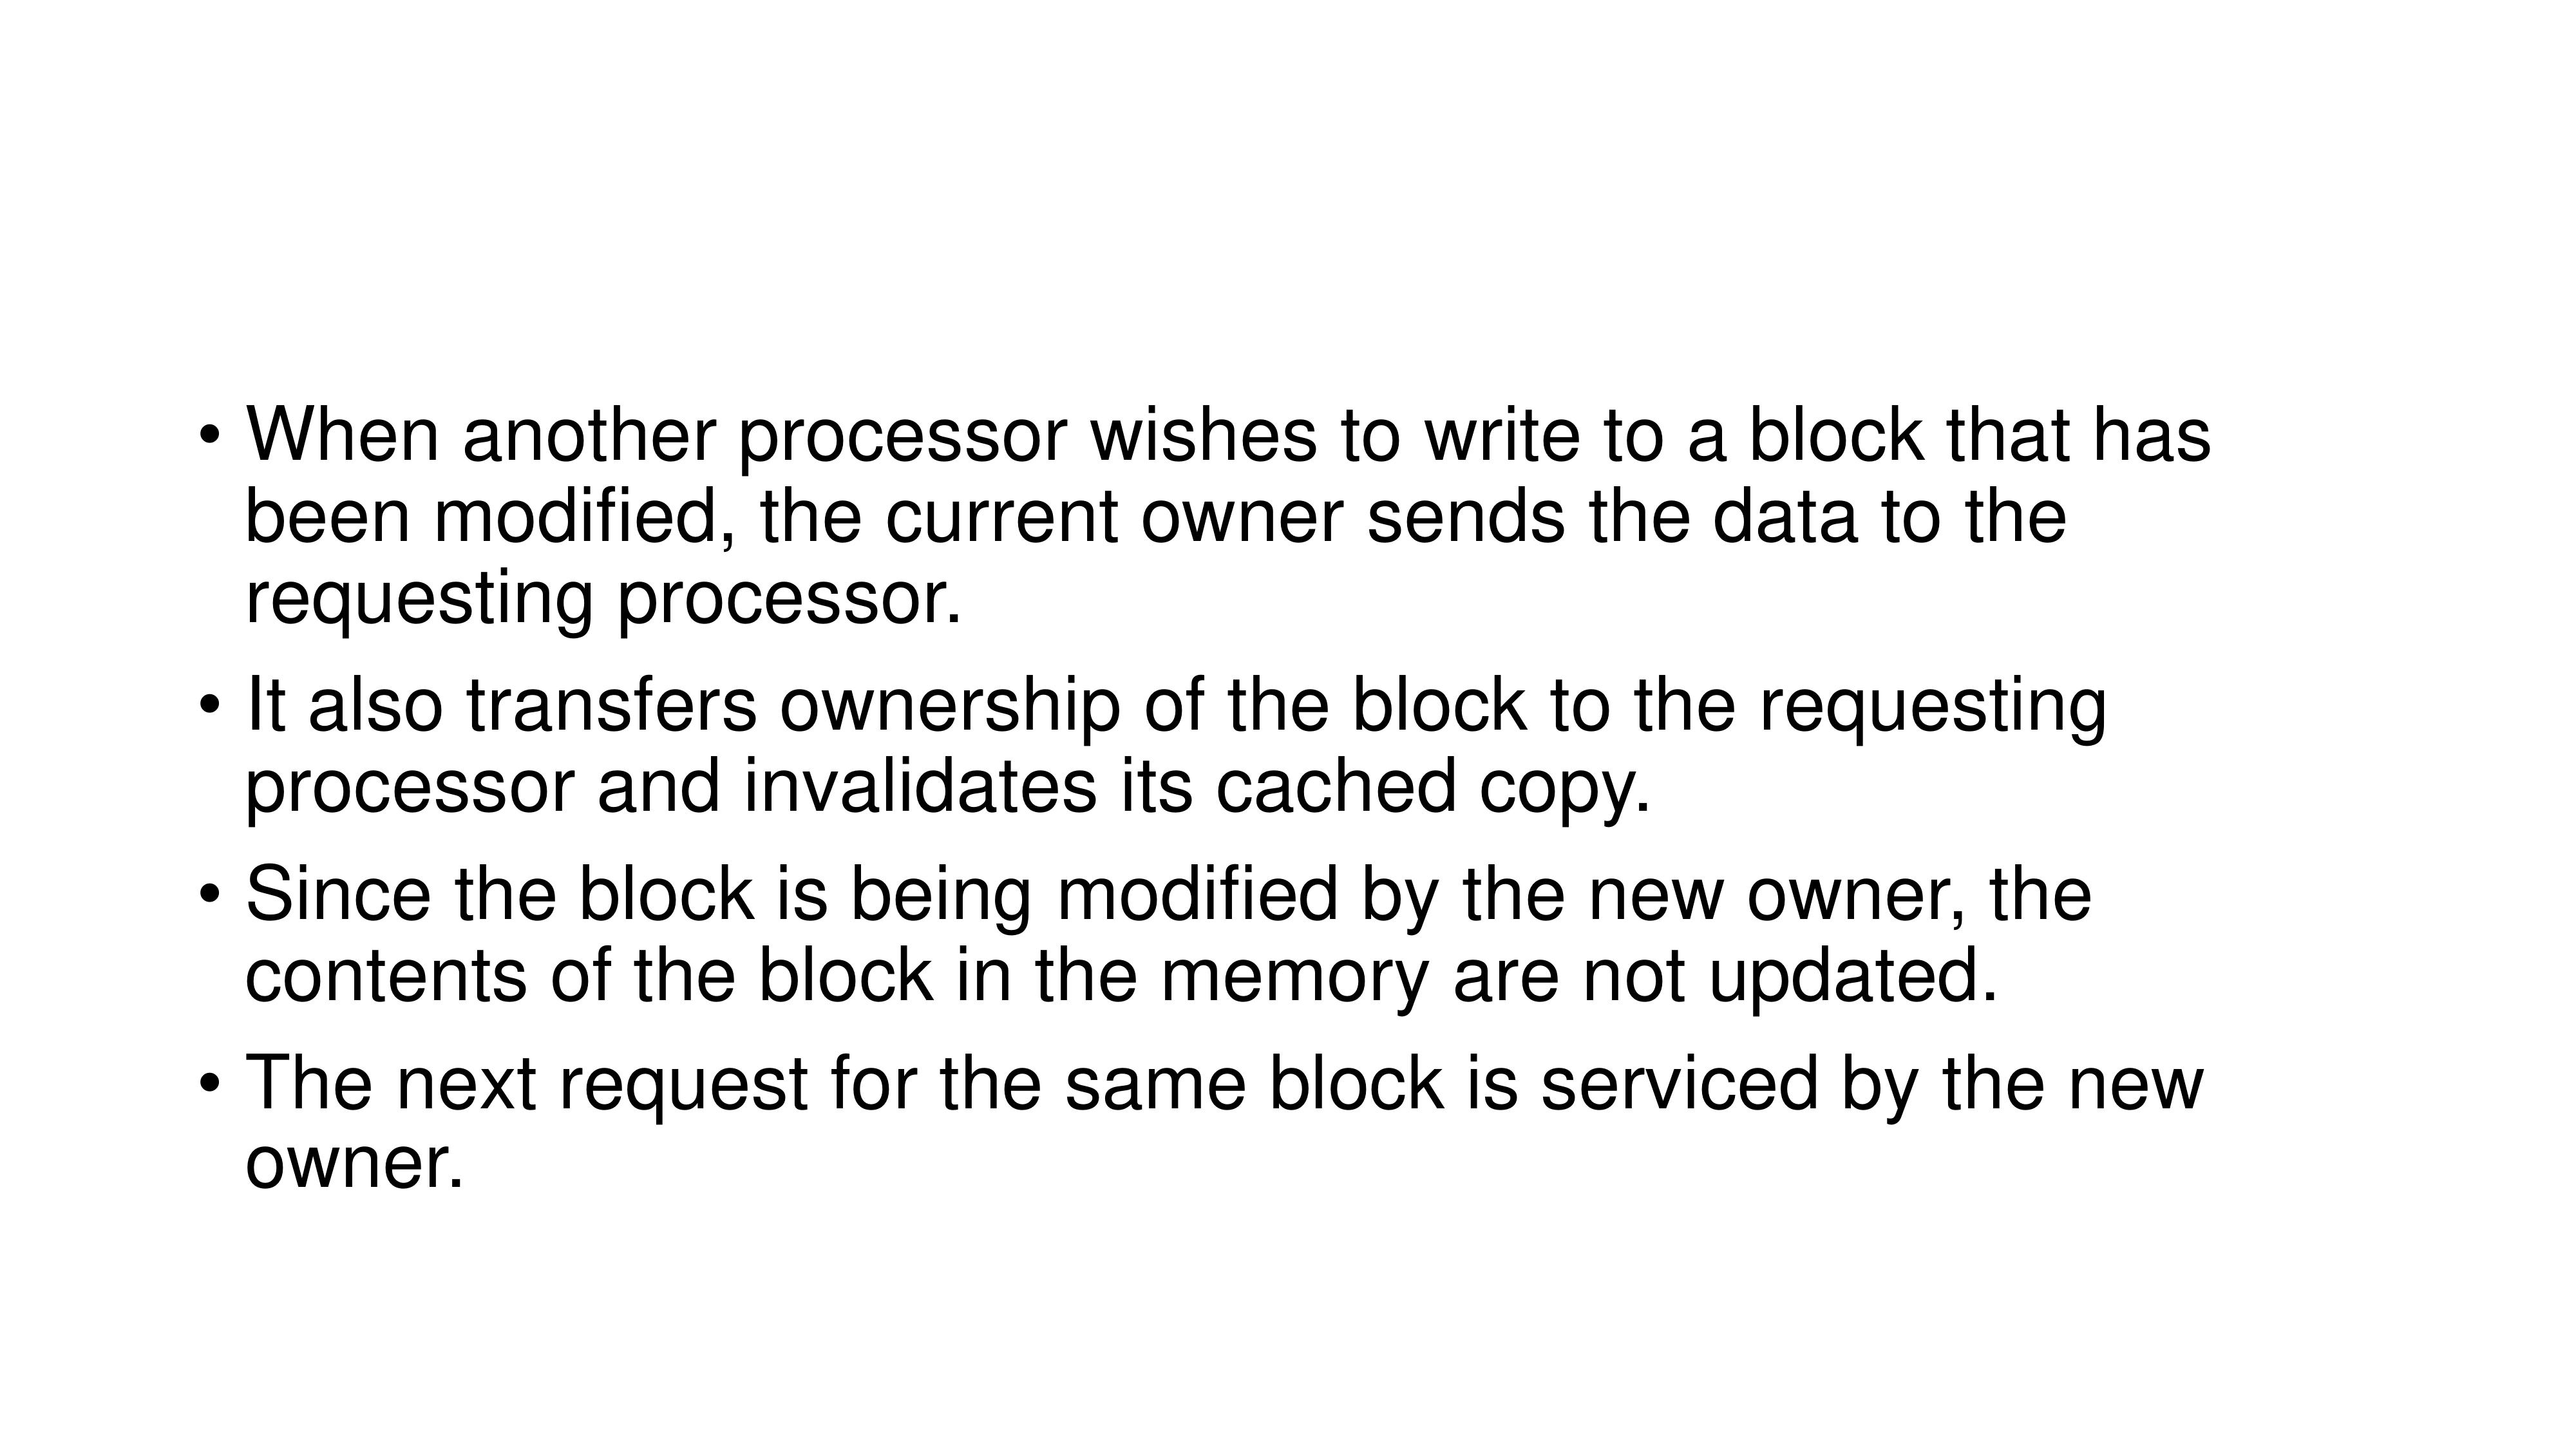 • When another processor wishes to write to a block that has
been modified, the current owner sends the data to the
requesting processor.
• It also transfers ownership of the block to the requesting
processor and invalidates its cached copy.
• Since the block is being modified by the new owner, the
contents of the block in the memory are not updated.
• The next request for the same block is serviced by the new
owner.